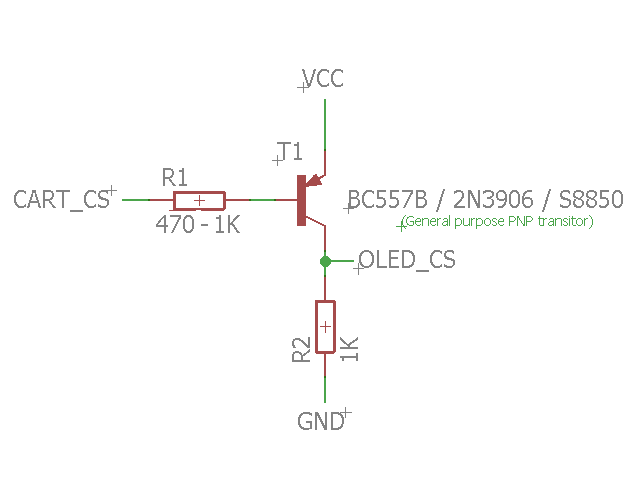 VCC
T1
R1
CART_CS
BC557B / 2N3906 / S8850
470 - 1K
(General purpose PNP transitor)
OLED_CS
R2
1K
GND